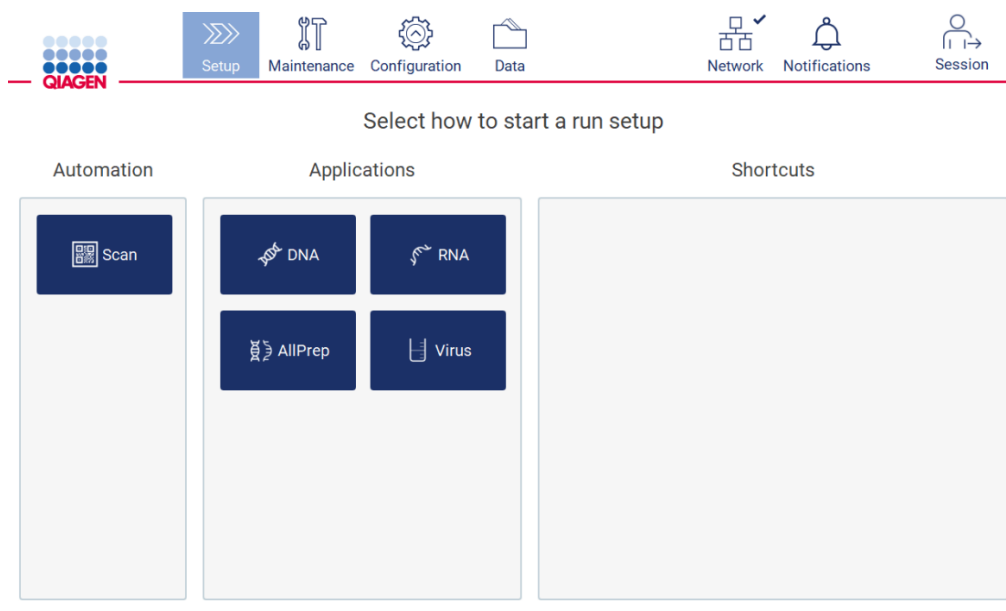 QIAGEN
Setup
Maintenance
Configuration
Data
Network
Notifications
Session
Select how to start a run setup
Automation
Applications
Shortcuts
Scan
DNA
RNA
AllPrep
Virus